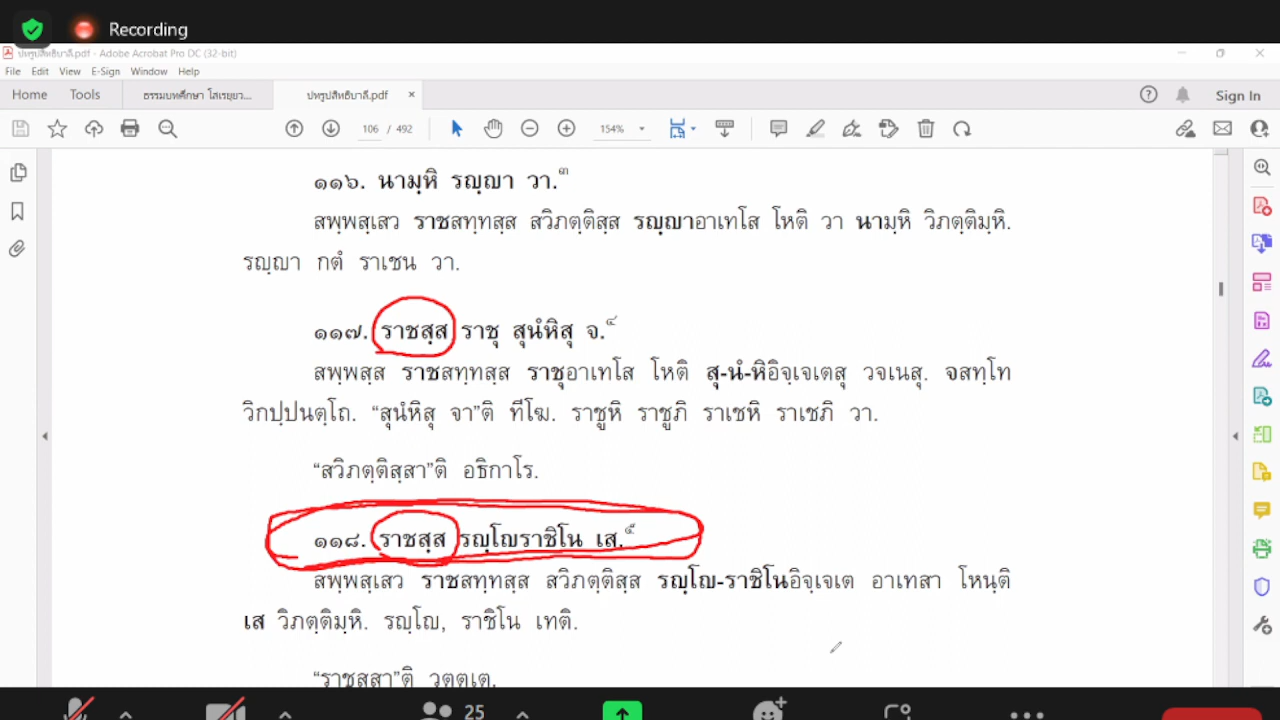 Recording
ปทรูปสิทธิบาลี.pdf - Adobe Acrobat Pro DC (32-bit)
File Edit View E-Sign Window Help
Home Tools ธรรมบทศึกษา โสเรยฺยว... ปทรูปสิทธิบาลี.pdf × Sign In
106 / 492 154%
๑๑๖. นามฺหิ รญฺญา วา.๓
สพฺพสฺเสว ราชสทฺทสฺส สวิภตฺติสฺส รญฺญาอาเทโส โหติ วา นามฺหิ วิภตฺติมฺหิ.
รญฺญา กตํ ราเชน วา.
๑๑๗. ราชสฺส ราชุ สุนํหิสุ จ.๔
สพฺพสฺส ราชสทฺทสฺส ราชุอาเทโส โหติ สุ-นํ-หิอิจฺเจเตสุ วจเนสุ. จสทฺโท
วิกปฺปนตฺโถ. “สุนํหิสุ จา”ติ ทีโฆ. ราชูหิ ราชูภิ ราเชหิ ราเชภิ วา.
“สวิภตฺติสฺสา”ติ อธิกาโร.
๑๑๘. ราชสฺส รญฺโญราชิโน เส.๕
สพฺพสฺเสว ราชสทฺทสฺส สวิภตฺติสฺส รญฺโญ-ราชิโนอิจฺเจเต อาเทสา โหนฺติ
เส วิภตฺติมฺหิ. รญฺโญ, ราชิโน เทติ.
“ราชสฺสา”ติ วตฺตเต.
25